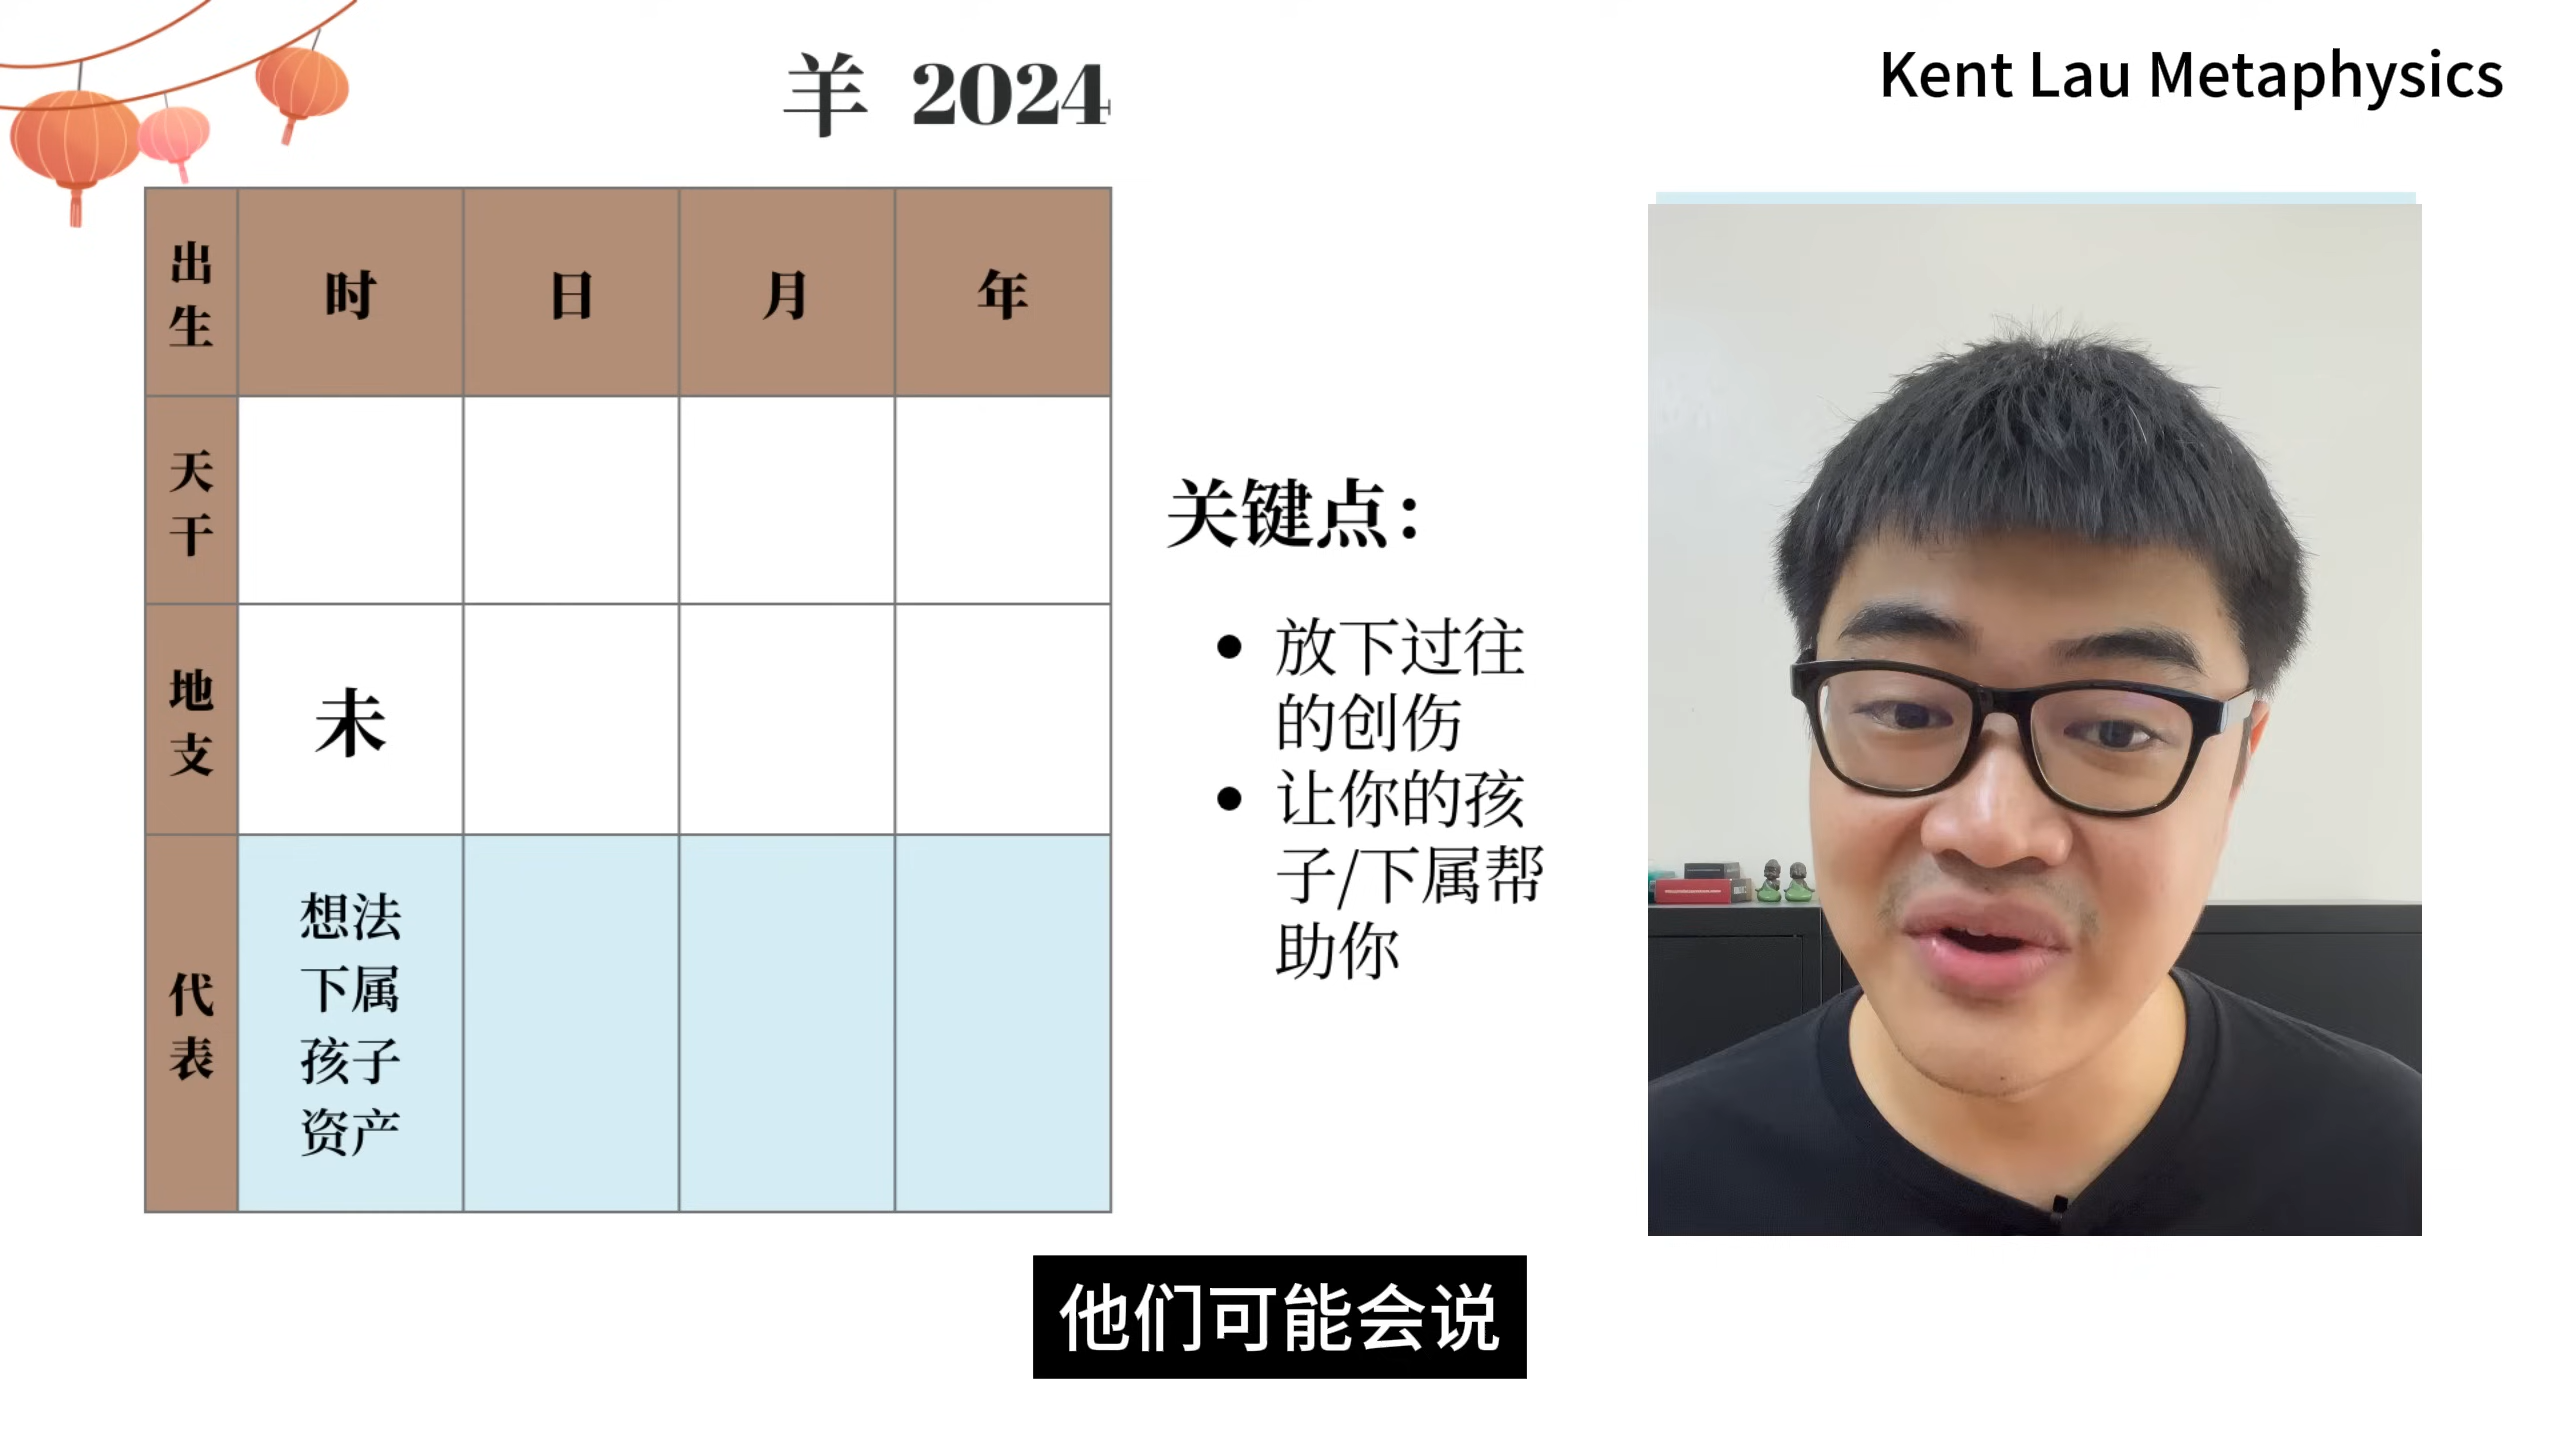 羊 2024
Kent Lau Metaphysics
出生 时 日 月 年
天干
地支 未
代表 想法
下属
孩子
资产
关键点：
• 放下过往
的创伤
• 让你的孩
子/下属帮
助你
他们可能会说